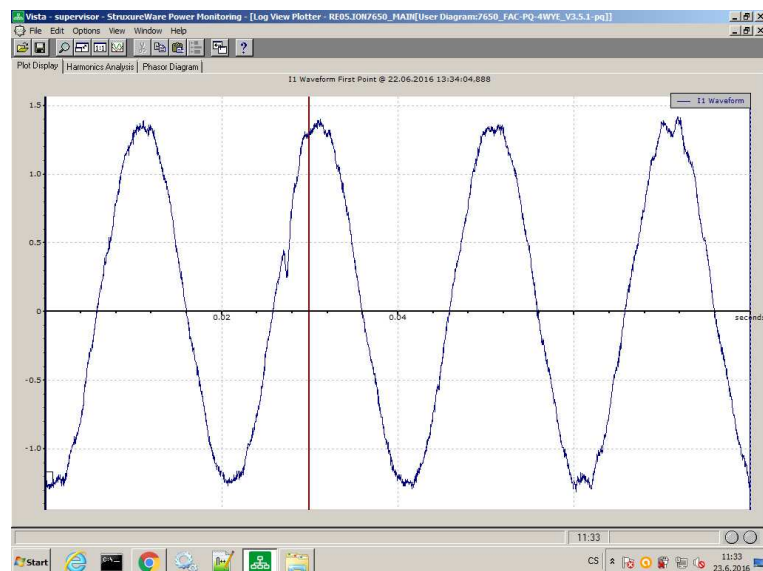 Vista - supervisor - StruxureWare Power Monitoring - [Log View Plotter - RE05.ION7650_MAIN[User Diagram:7650_FAC-PQ-4WYE_V3.5.1-pq]]
File Edit Options View Window Help
Plot Display Harmonics Analysis Phasor Diagram
I1 Waveform First Point @ 22.06.2016 13:34:04.888
I1 Waveform
1.5
1.0
0.5
0
0.02
0.04
seconds
-0.5
-1.0
11:33
Start
CS
11:33
23.6.2016